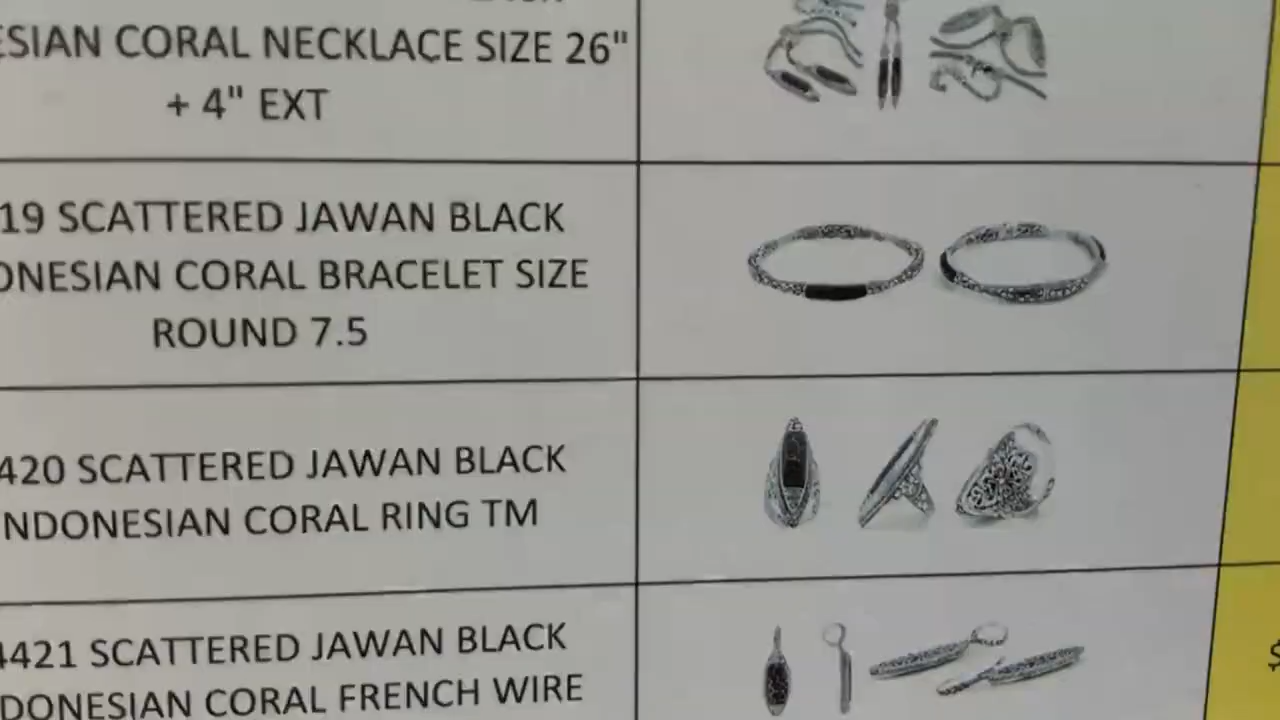 ESIAN CORAL NECKLACE SIZE 26"
+ 4" EXT
19 SCATTERED JAWAN BLACK
ONESIAN CORAL BRACELET SIZE
ROUND 7.5
420 SCATTERED JAWAN BLACK
NDONESIAN CORAL RING TM
4421 SCATTERED JAWAN BLACK
DONESIAN CORAL FRENCH WIRE
$